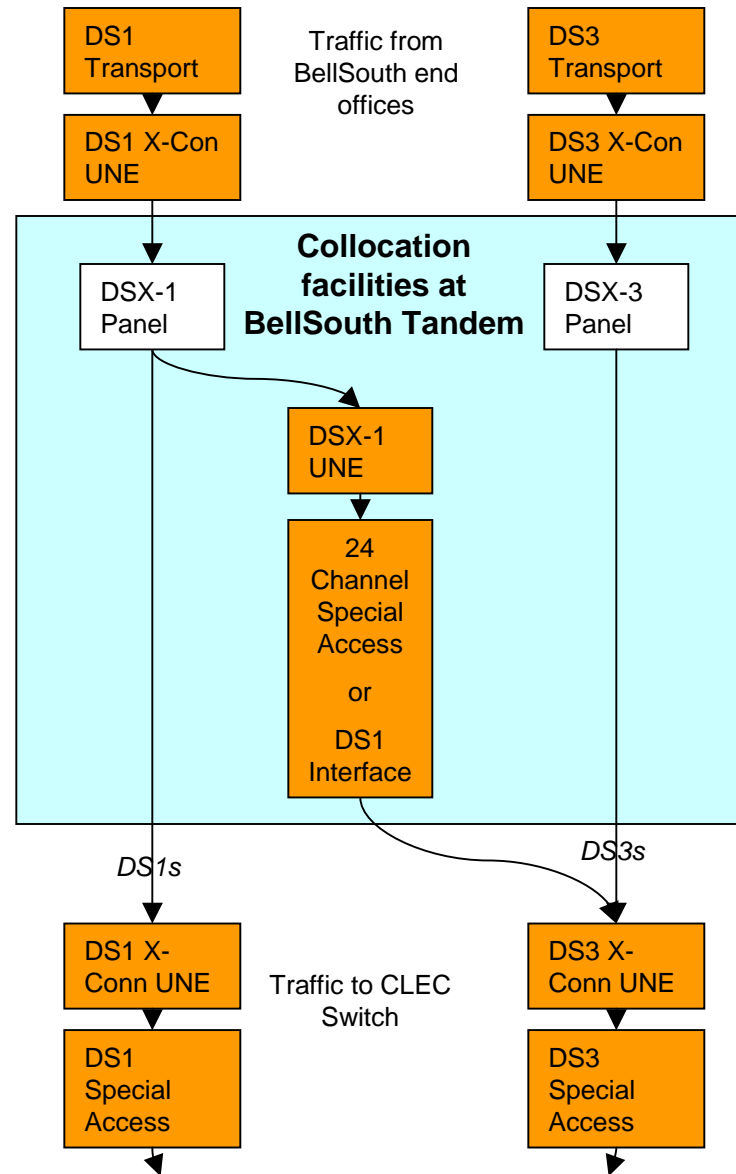 DS1
Transport
Traffic from
BellSouth end
offices
DS3
Transport
DS1 X-Con
UNE
DS3 X-Con
UNE
Collocation
facilities at
BellSouth Tandem
DSX-1
Panel
DSX-3
Panel
DSX-1
UNE
24
Channel
Special
Access
or
DS1
Interface
DS1s
DS3s
DS1 X-
Conn UNE
Traffic to CLEC
Switch
DS3 X-
Conn UNE
DS1
Special
Access
DS3
Special
Access